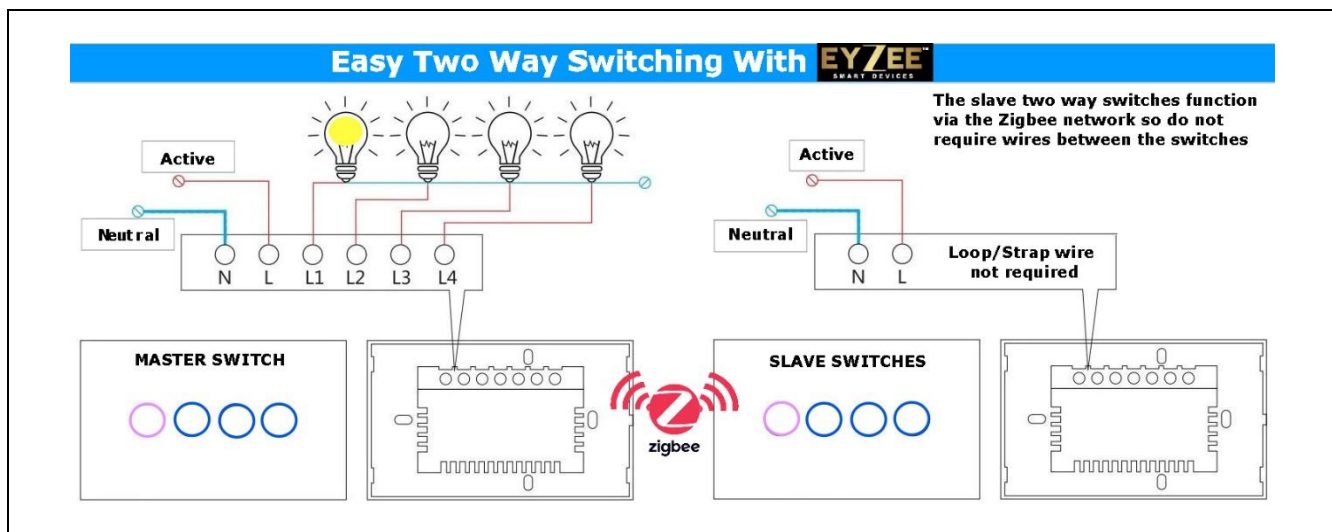 Easy Two Way Switching With EYZEE™
SMART DEVICES
The slave two way switches function
via the Zigbee network so do not
require wires between the switches
Active
Neutral
N L L1 L2 L3 L4
Active
Neutral
N L
Loop/Strap wire
not required
MASTER SWITCH
zigbee
SLAVE SWITCHES